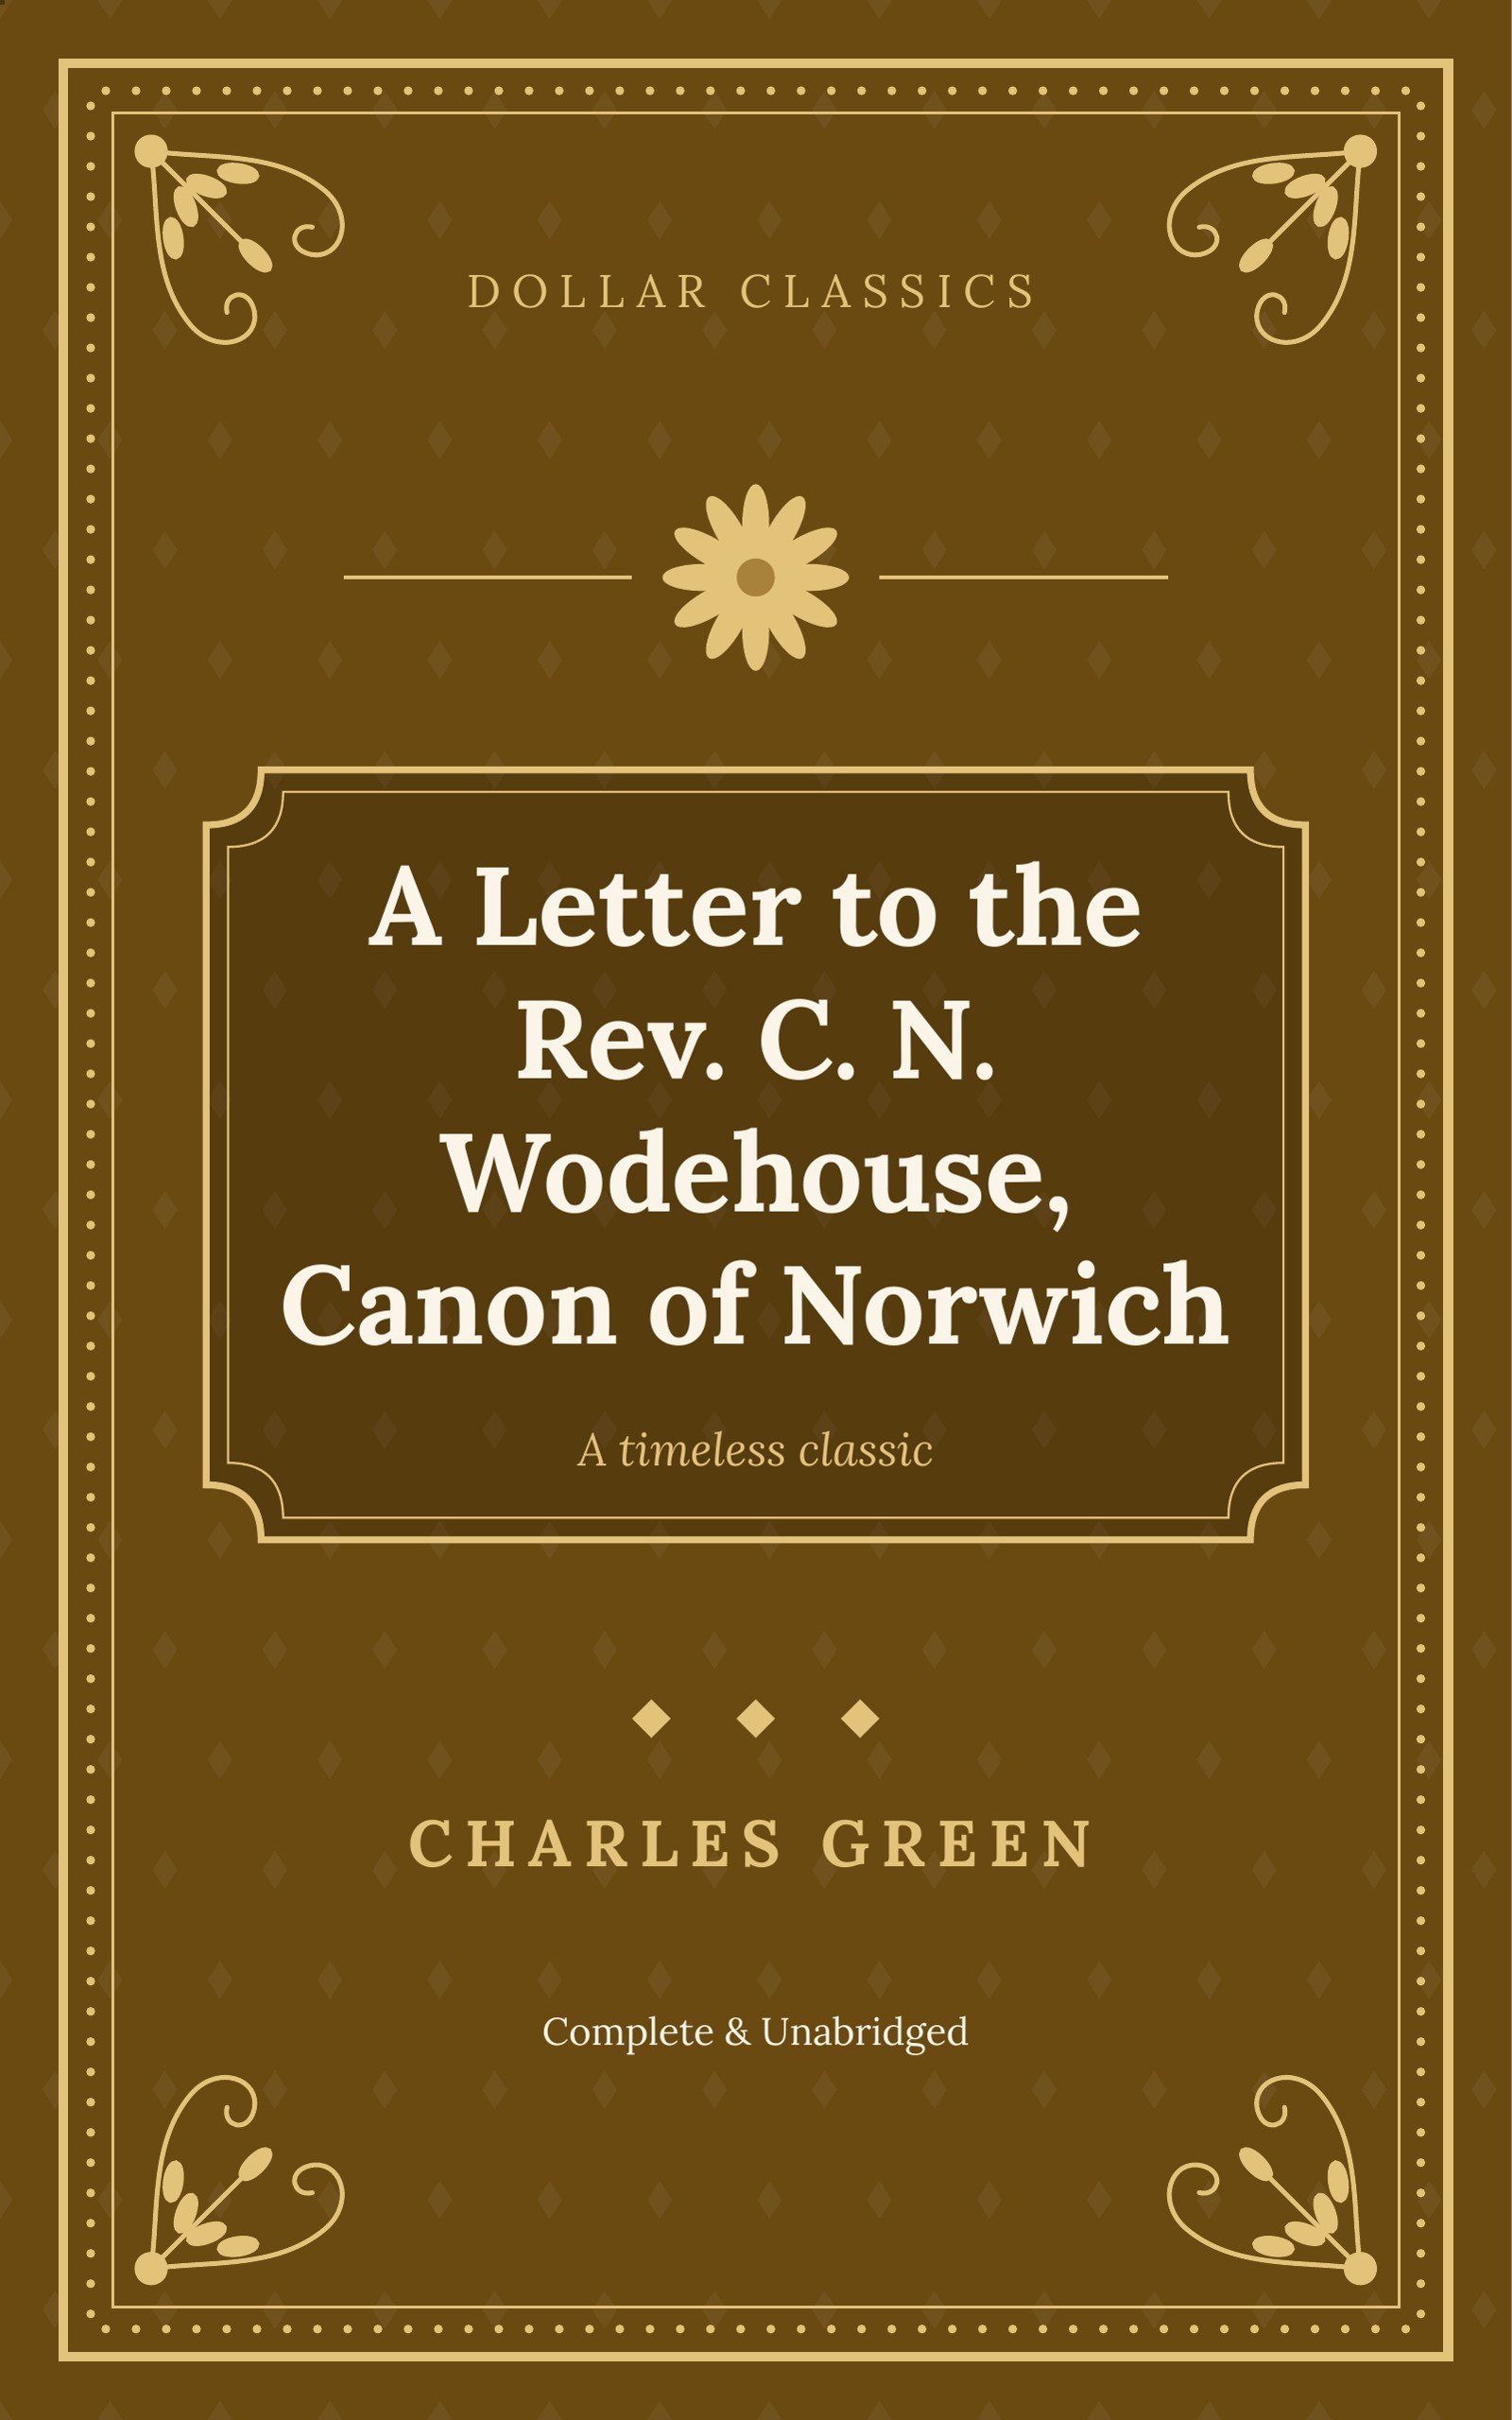 DOLLAR CLASSICS
A Letter to the
Rev. C. N.
Wodehouse,
Canon of Norwich
A timeless classic
CHARLES GREEN
Complete & Unabridged